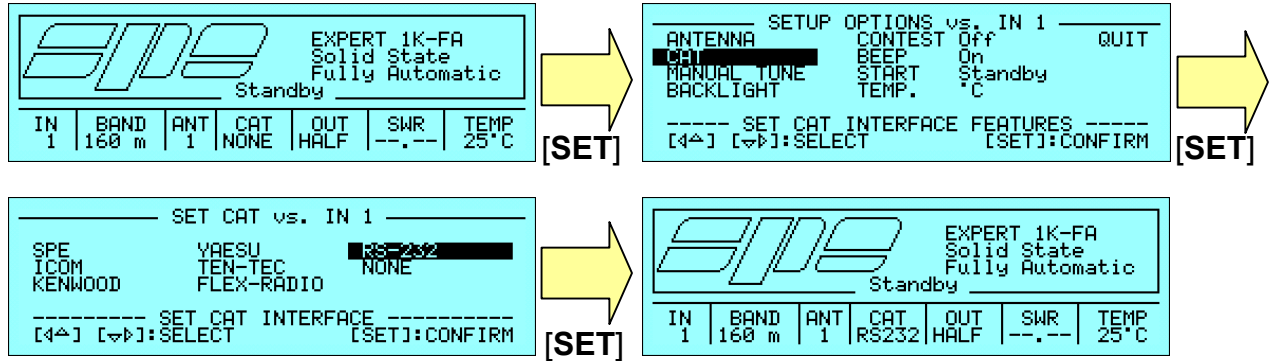 EXPERT 1K-FA
Solid State
Fully Automatic
Standby
IN BAND ANT CAT OUT SWR TEMP
1 160 m 1 NONE HALF --.-- 25°C
[SET]
SETUP OPTIONS vs. IN 1
ANTENNA CONTEST Off QUIT
CAT BEEP On
MANUAL TUNE START Standby
BACKLIGHT TEMP. °C
----- SET CAT INTERFACE FEATURES -----
[◁△] [▽▷]:SELECT [SET]:CONFIRM
[SET]
SET CAT vs. IN 1
SPE YAESU RS-232
ICOM TEN-TEC NONE
KENWOOD FLEX-RADIO
--------- SET CAT INTERFACE ----------
[◁△] [▽▷]:SELECT [SET]:CONFIRM
[SET]
EXPERT 1K-FA
Solid State
Fully Automatic
Standby
IN BAND ANT CAT OUT SWR TEMP
1 160 m 1 RS232 HALF --.-- 25°C